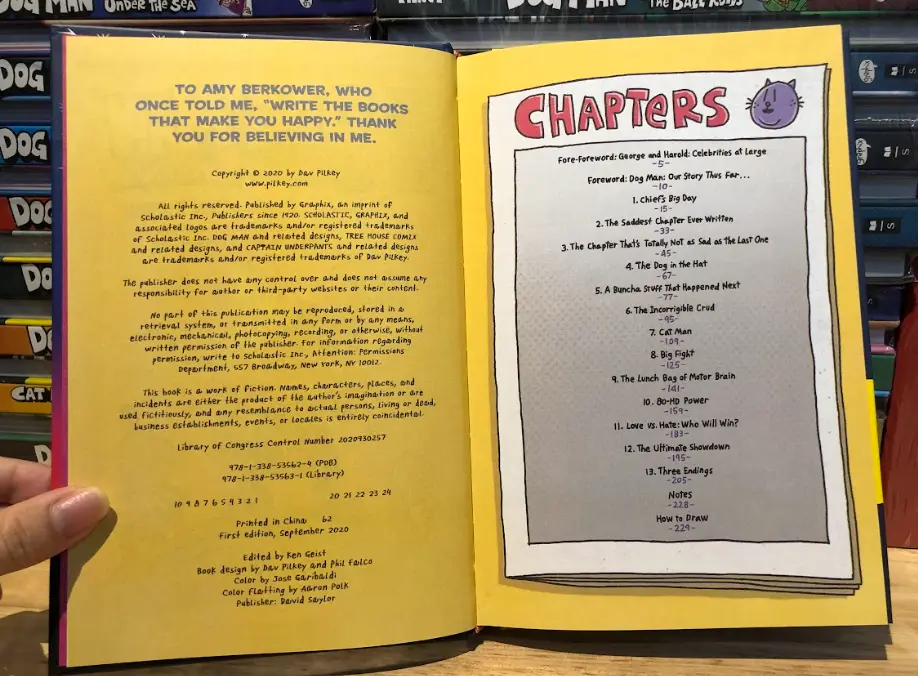 DOG MAN UNDER THE SEA
DOG MAN
THE BALL ROADS
DOG
DOG
DOG
DO
CAT
TO AMY BERKOWER, WHO
ONCE TOLD ME, "WRITE THE BOOKS
THAT MAKE YOU HAPPY." THANK
YOU FOR BELIEVING IN ME.
Copyright © 2020 by Dav Pilkey
www.pilkey.com
All rights reserved. Published by Graphix, an imprint of
Scholastic Inc., Publishers since 1920. SCHOLASTIC, GRAPHIX, and
associated logos are trademarks and/or registered trademarks
of Scholastic Inc. DOG MAN and related designs, TREE HOUSE COMIX
and related designs, and CAPTAIN UNDERPANTS and related designs
are trademarks and/or registered trademarks of Dav Pilkey.
The publisher does not have any control over and does not assume any
responsibility for author or third-party websites or their content.
No part of this publication may be reproduced, stored in a
retrieval system, or transmitted in any form or by any means,
electronic, mechanical, photocopying, recording, or otherwise, without
written permission of the publisher. For information regarding
permission, write to Scholastic Inc., Attention: Permissions
Department, 557 Broadway, New York, NY 10012.
This book is a work of fiction. Names, characters, places, and
incidents are either the product of the author's imagination or are
used fictitiously, and any resemblance to actual persons, living or dead,
business establishments, events, or locales is entirely coincidental.
Library of Congress Control Number 2020930257
978-1-338-53562-4 (POB)
978-1-338-53563-1 (Library)
10 9 8 7 6 5 4 3 2 1 20 21 22 23 24
Printed in China 62
First edition, September 2020
Edited by Ken Geist
Book design by Dav Pilkey and Phil Falco
Color by Jose Garibaldi
Color flatting by Aaron Polk
Publisher: David Saylor
CHAPTERS
Fore-Foreword: George and Harold: Celebrities at Large
-5-
Foreword: Dog Man: Our Story Thus Far...
-10-
1. Chief's Big Day
-15-
2. The Saddest Chapter Ever Written
-33-
3. The Chapter That's Totally Not as Sad as the Last One
-45-
4. The Dog in the Hat
-67-
5. A Buncha Stuff That Happened Next
-77-
6. The Incorrigible Crud
-95-
7. Cat Man
-109-
8. Big Fight
-125-
9. The Lunch Bag of Motor Brain
-141-
10. 80-HD Power
-159-
11. Love vs. Hate: Who Will Win?
-183-
12. The Ultimate Showdown
-195-
13. Three Endings
-205-
Notes
-228-
How to Draw
-229-